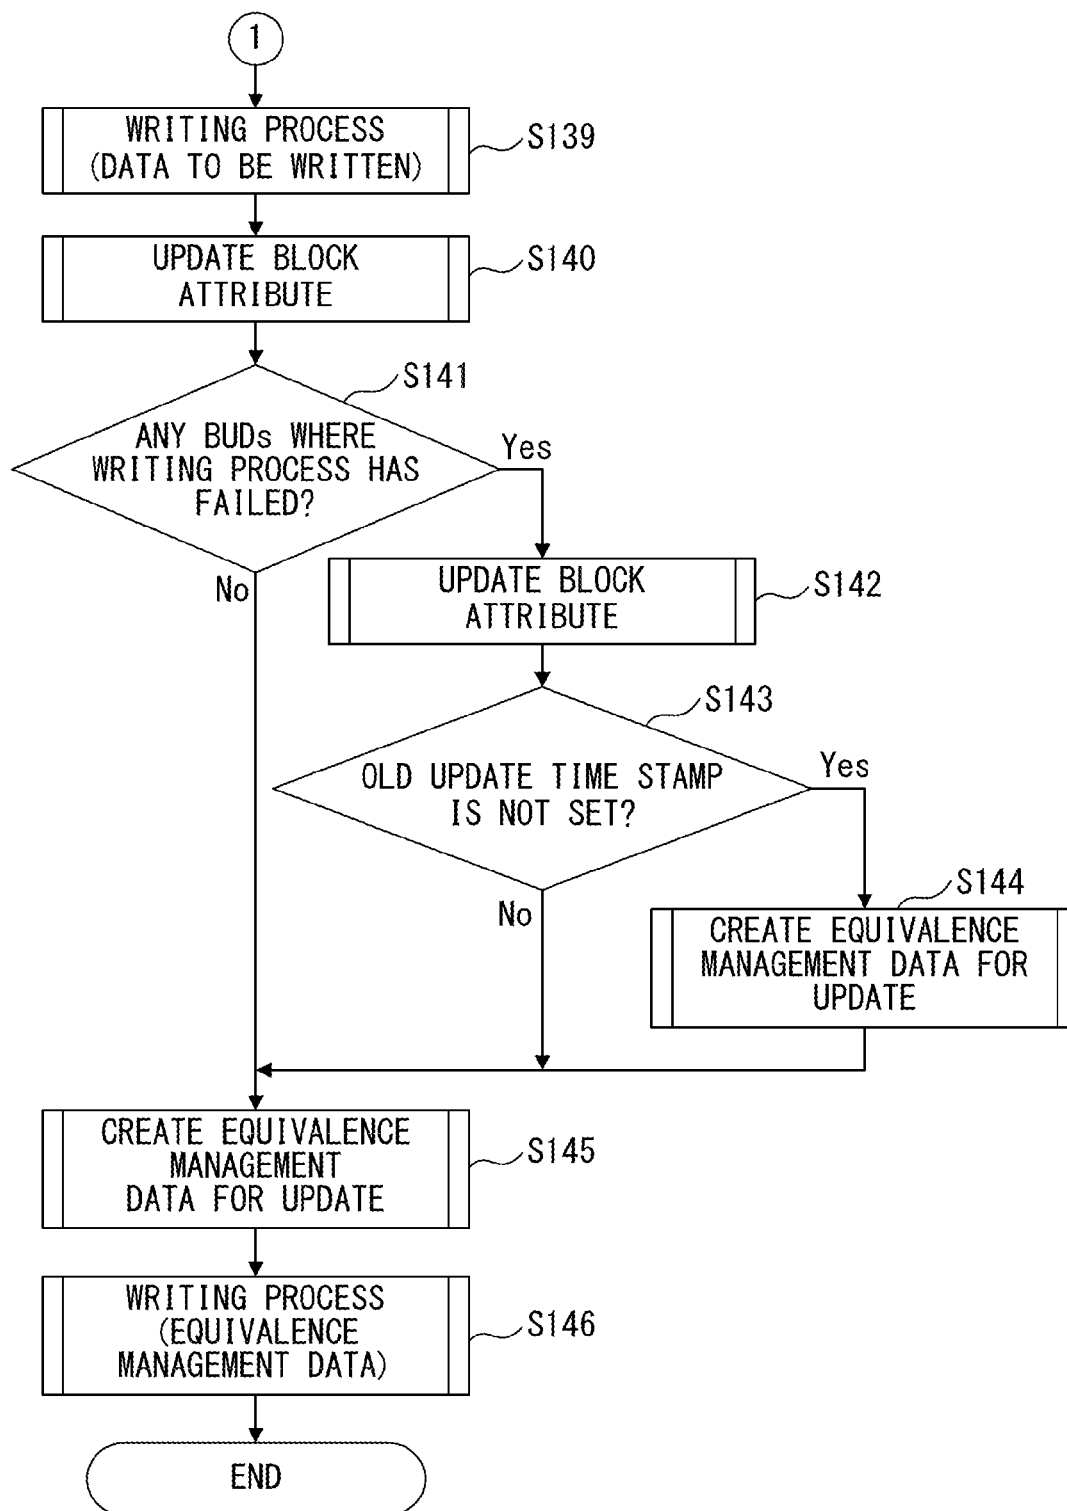 1
WRITING PROCESS
(DATA TO BE WRITTEN)
S139
UPDATE BLOCK
ATTRIBUTE
S140
S141
ANY BUDs WHERE
WRITING PROCESS HAS
FAILED?
Yes
No
UPDATE BLOCK
ATTRIBUTE
S142
S143
OLD UPDATE TIME STAMP
IS NOT SET?
Yes
No
S144
CREATE EQUIVALENCE
MANAGEMENT DATA FOR
UPDATE
CREATE EQUIVALENCE
MANAGEMENT
DATA FOR UPDATE
S145
WRITING PROCESS
(EQUIVALENCE
MANAGEMENT DATA)
S146
END